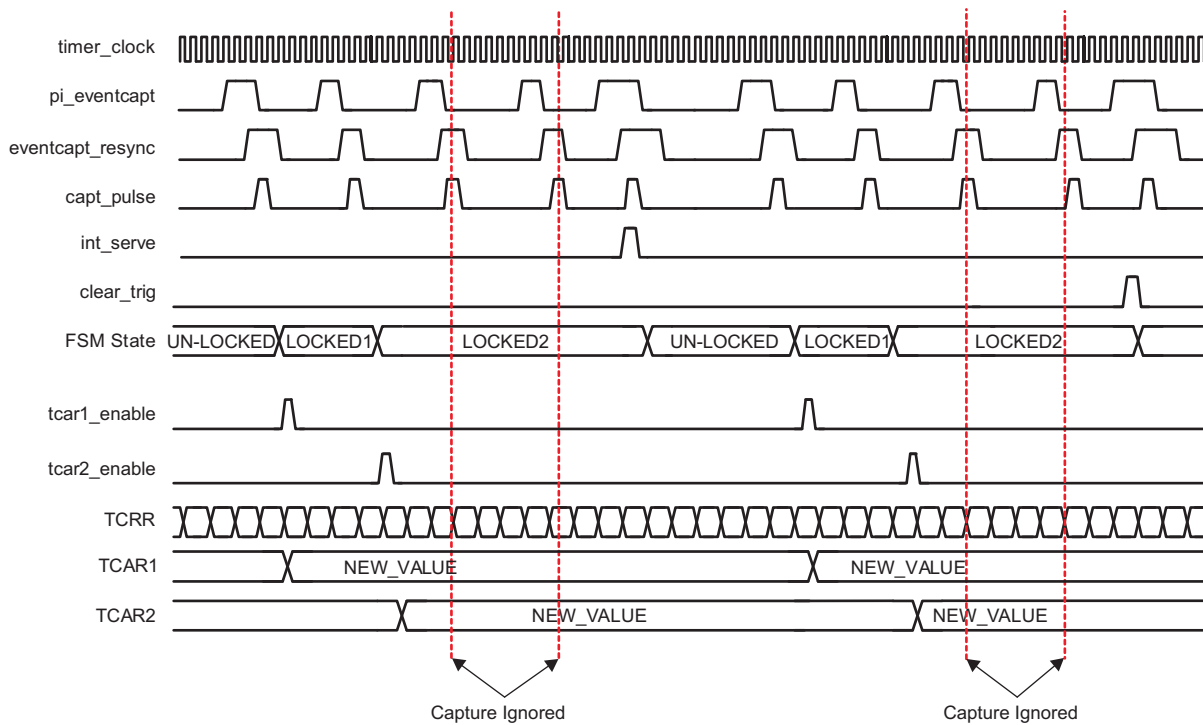 timer_clock
pi_eventcapt
eventcapt_resync
capt_pulse
int_serve
clear_trig
FSM State UN-LOCKED LOCKED1 LOCKED2 UN-LOCKED LOCKED1 LOCKED2
tcar1_enable
tcar2_enable
TCRR
TCAR1 NEW_VALUE NEW_VALUE
TCAR2 NEW_VALUE NEW_VALUE
Capture Ignored Capture Ignored